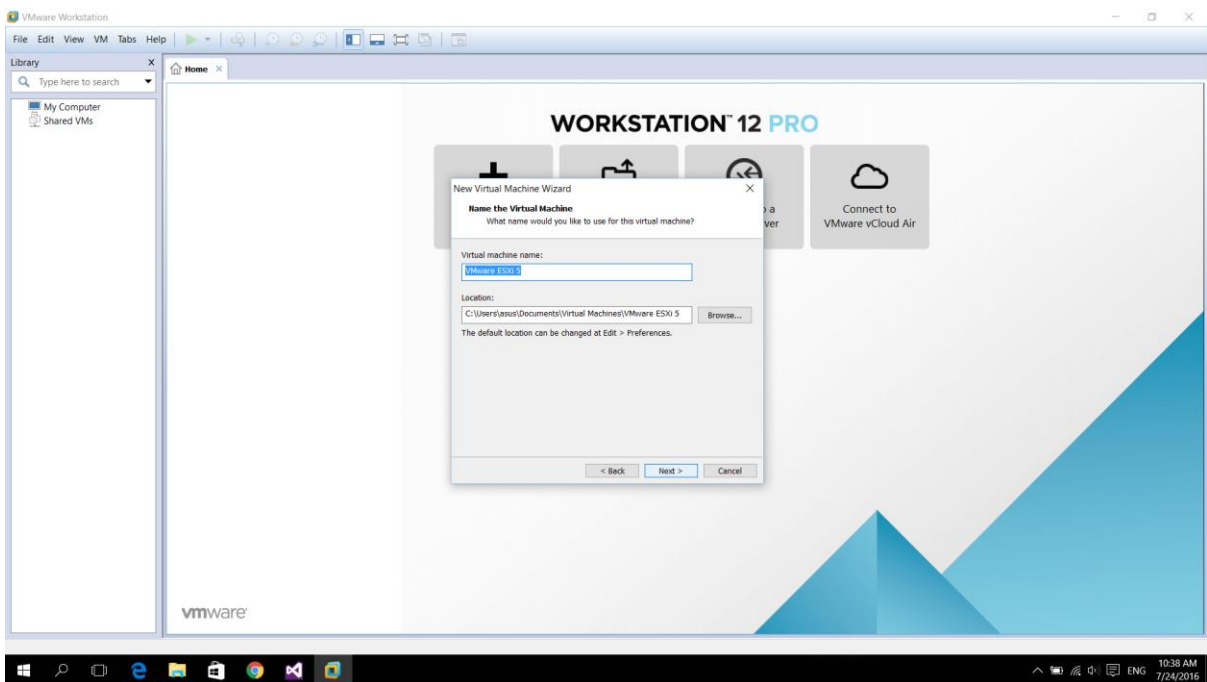 VMware Workstation
File Edit View VM Tabs Help
Library x
Home ×
Type here to search
My Computer
Shared VMs
WORKSTATION™ 12 PRO
Connect to
VMware vCloud Air
a
ver
New Virtual Machine Wizard
Name the Virtual Machine
What name would you like to use for this virtual machine?
Virtual machine name:
VMware ESXi 5
Location:
C:\Users\asus\Documents\Virtual Machines\VMware ESXi 5
Browse...
The default location can be changed at Edit > Preferences.
< Back Next > Cancel
vmware
ENG
10:38 AM
7/24/2016